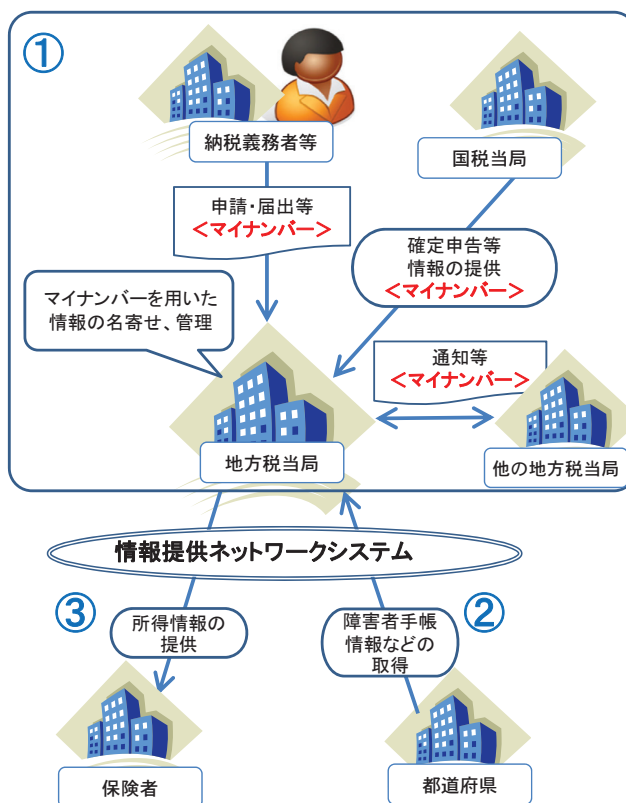 ①
納税義務者等
国税当局
申請・届出等
<マイナンバー>
確定申告等
情報の提供
<マイナンバー>
マイナンバーを用いた
情報の名寄せ、管理
通知等
<マイナンバー>
地方税当局
他の地方税当局
情報提供ネットワークシステム
③
所得情報の
提供
②
障害者手帳
情報などの
取得
保険者
都道府県